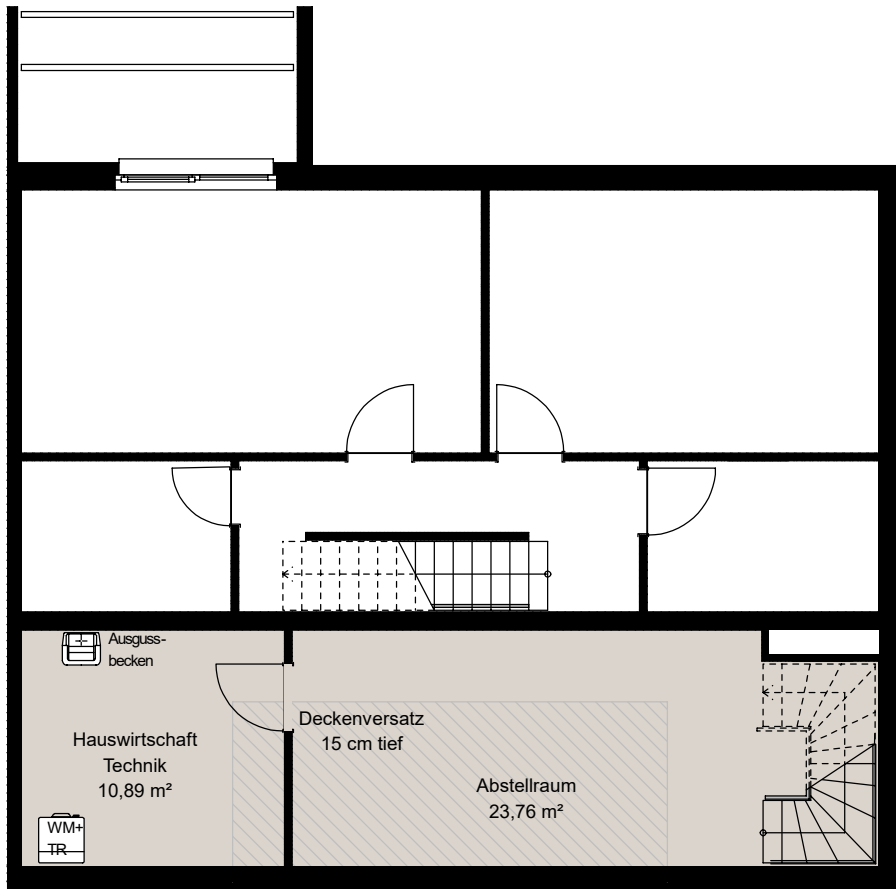 Ausguss-
becken
Deckenversatz
15 cm tief
Hauswirtschaft
Technik
10,89 m²
Abstellraum
23,76 m²
WM+
TR